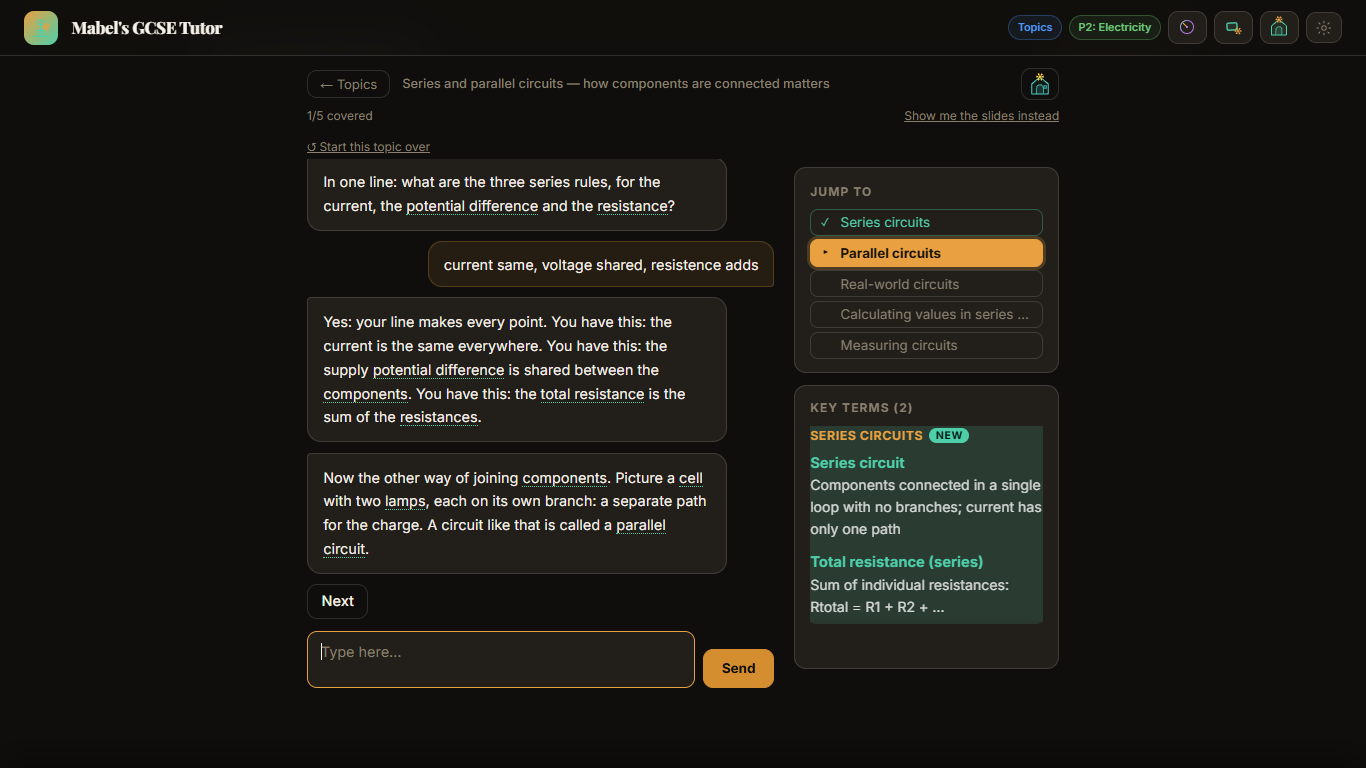 Mabel's GCSE Tutor
Topics
P2: Electricity
← Topics
Series and parallel circuits — how components are connected matters
1/5 covered
Show me the slides instead
↺ Start this topic over
In one line: what are the three series rules, for the
current, the potential difference and the resistance?
current same, voltage shared, resistence adds
Yes: your line makes every point. You have this: the
current is the same everywhere. You have this: the
supply potential difference is shared between the
components. You have this: the total resistance is the
sum of the resistances.
Now the other way of joining components. Picture a cell
with two lamps, each on its own branch: a separate path
for the charge. A circuit like that is called a parallel
circuit.
Next
Type here...
Send
JUMP TO
✓ Series circuits
▸ Parallel circuits
Real-world circuits
Calculating values in series ...
Measuring circuits
KEY TERMS (2)
SERIES CIRCUITS NEW
Series circuit
Components connected in a single
loop with no branches; current has
only one path
Total resistance (series)
Sum of individual resistances:
Rtotal = R1 + R2 + ...